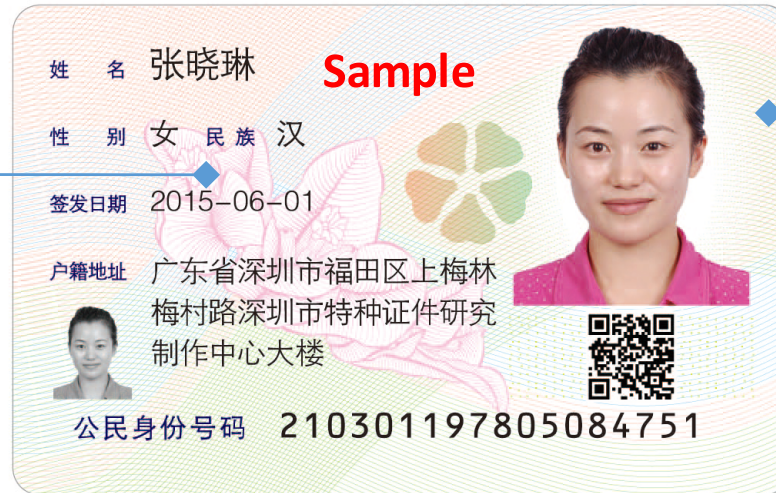 姓 名 张晓琳
Sample
性 别 女 民 族 汉
签发日期 2015-06-01
户籍地址 广东省深圳市福田区上梅林
梅村路深圳市特种证件研究
制作中心大楼
公民身份号码 210301197805084751